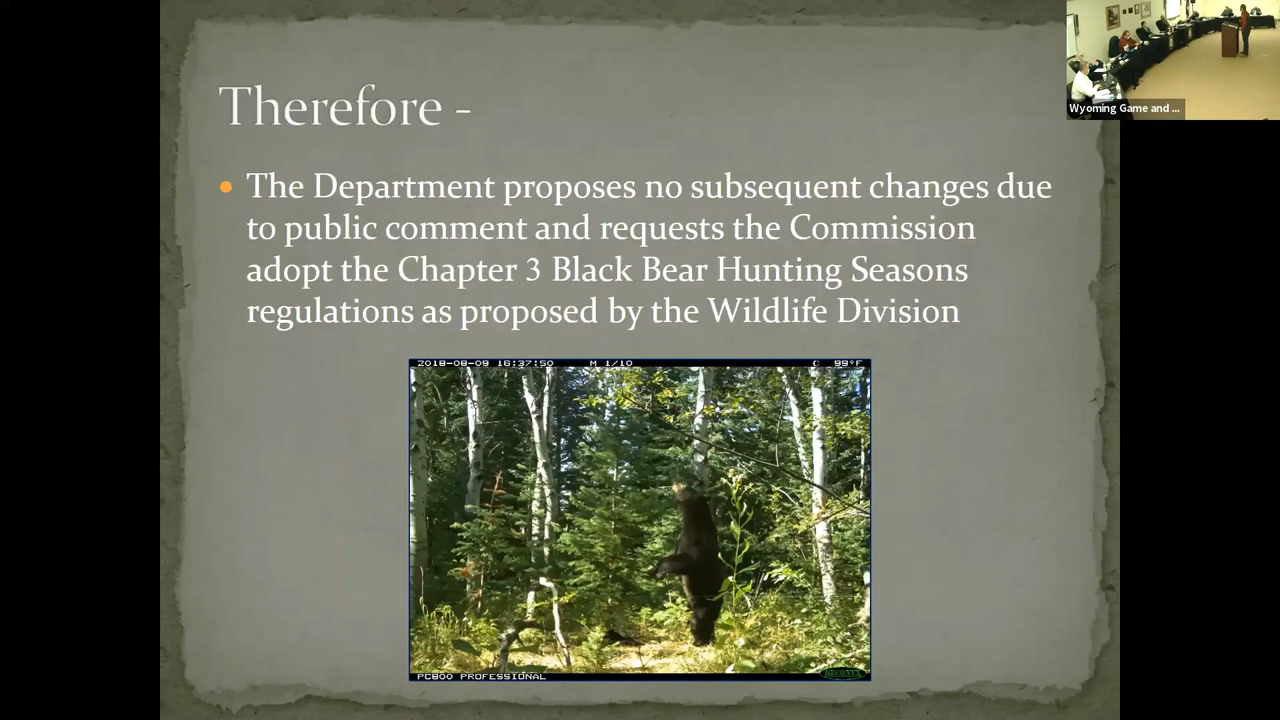 Wyoming Game and ...
Therefore -
• The Department proposes no subsequent changes due
to public comment and requests the Commission
adopt the Chapter 3 Black Bear Hunting Seasons
regulations as proposed by the Wildlife Division
2018-08-09 16:37:50 M 1/10 C 99°F
PC800 PROFESSIONAL
RECONYX